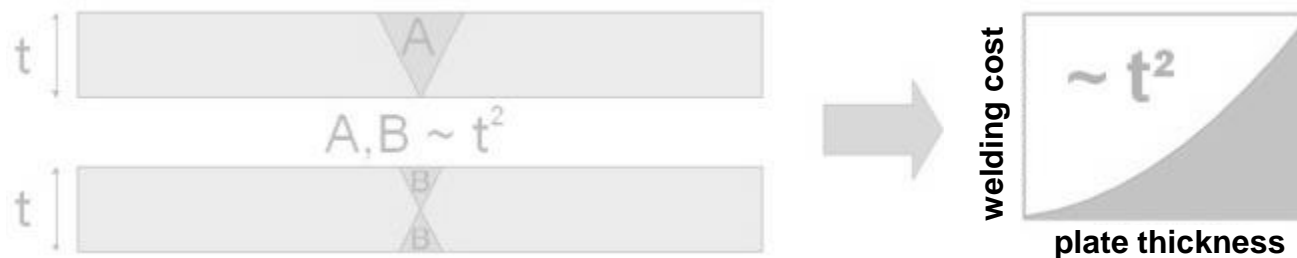 t
A
A,B ~ t²
t
B
B
welding cost
~ t²
plate thickness